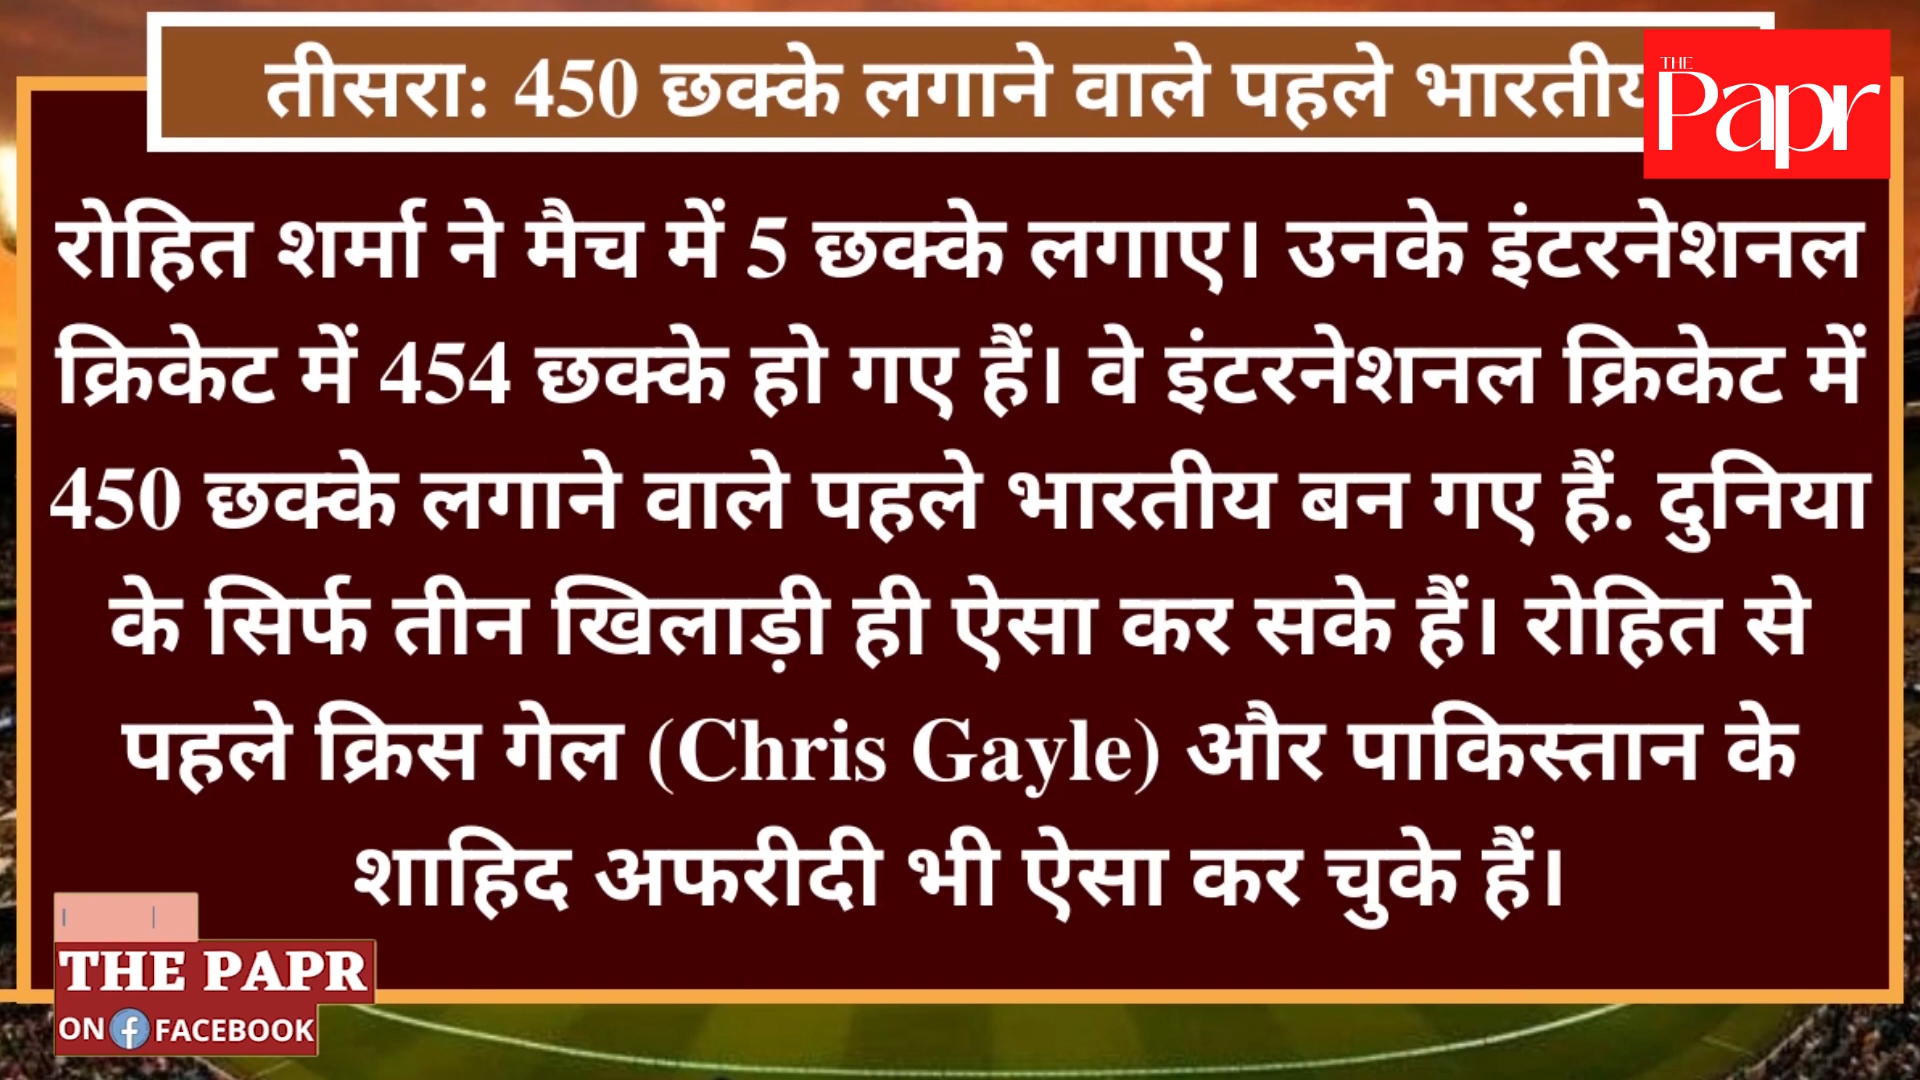 तीसरा: 450 छक्के लगाने वाले पहले भारतीय
THE
Papr
रोहित शर्मा ने मैच में 5 छक्के लगाए। उनके इंटरनेशनल
क्रिकेट में 454 छक्के हो गए हैं। वे इंटरनेशनल क्रिकेट में
450 छक्के लगाने वाले पहले भारतीय बन गए हैं. दुनिया
के सिर्फ तीन खिलाड़ी ही ऐसा कर सके हैं। रोहित से
पहले क्रिस गेल (Chris Gayle) और पाकिस्तान के
शाहिद अफरीदी भी ऐसा कर चुके हैं।
THE PAPR
ON f FACEBOOK